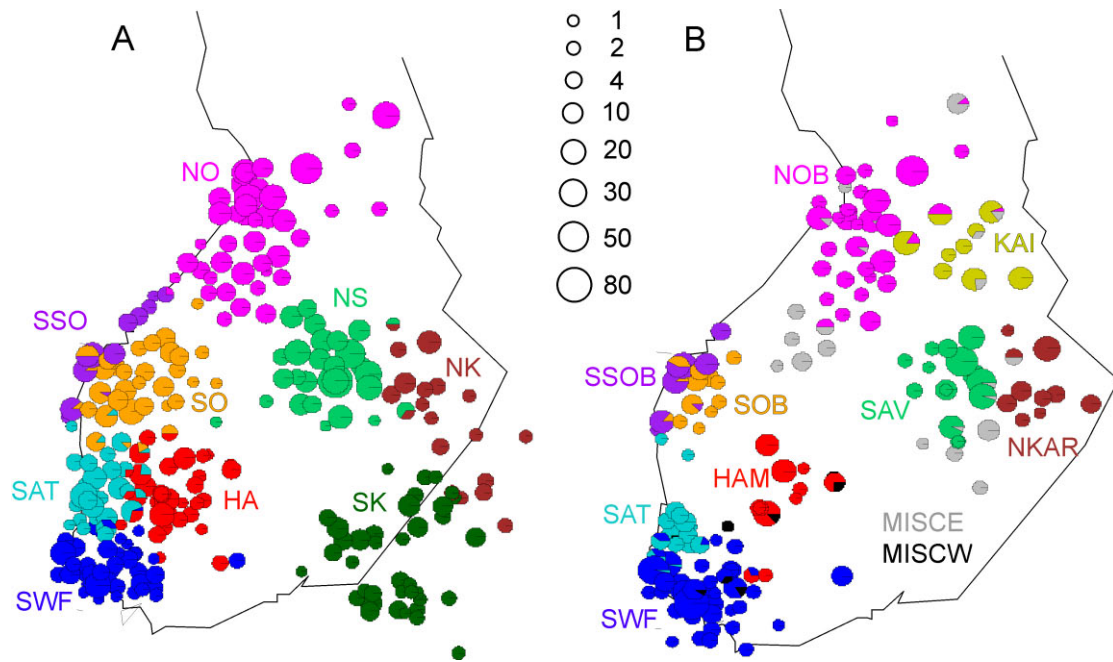 A
B
1
2
4
10
20
30
50
80
NO
NS
SSO
NK
SO
SAT
HA
SK
SWF
NOB
KAI
SSOB
SOB
SAV
NKAR
HAM
SAT
MISCE
MISCW
SWF